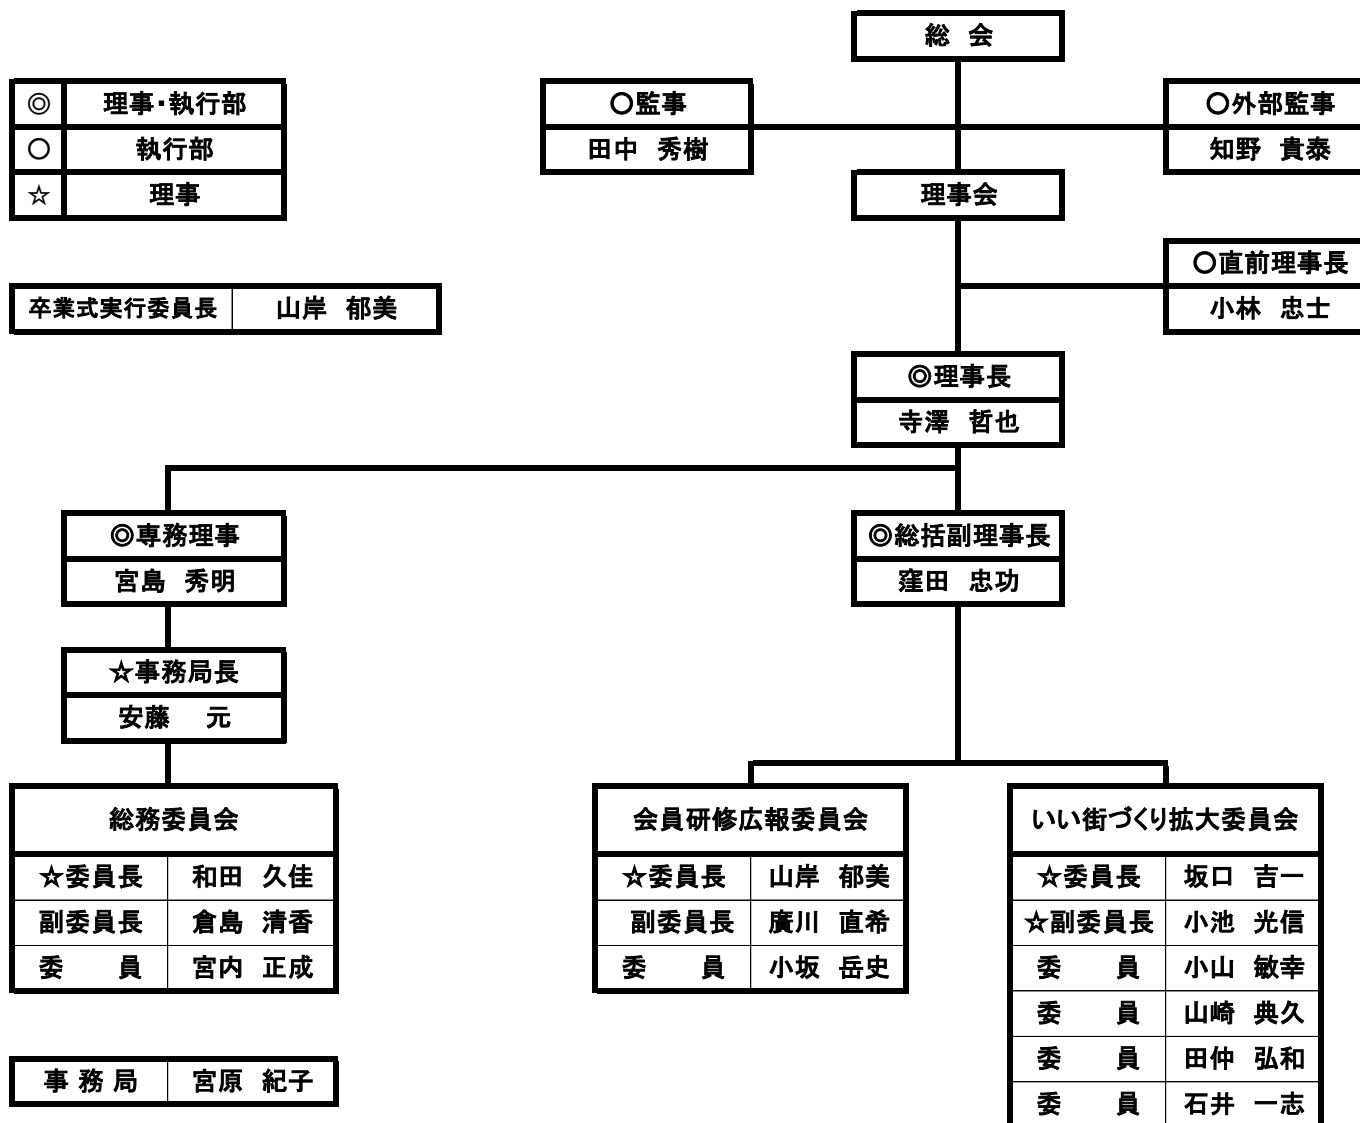 総 会
◎ 理事・執行部
○ 執行部
☆ 理事
○監事
田中 秀樹
○外部監事
知野 貴泰
理事会
○直前理事長
小林 忠士
卒業式実行委員長 山岸 郁美
◎理事長
寺澤 哲也
◎専務理事
宮島 秀明
◎総括副理事長
窪田 忠功
☆事務局長
安藤 元
総務委員会
☆委員長 和田 久佳
副委員長 倉島 清香
委 員 宮内 正成
会員研修広報委員会
☆委員長 山岸 郁美
副委員長 廣川 直希
委 員 小坂 岳史
いい街づくり拡大委員会
☆委員長 坂口 吉一
☆副委員長 小池 光信
委 員 小山 敏幸
委 員 山崎 典久
委 員 田仲 弘和
委 員 石井 一志
事 務 局 宮原 紀子